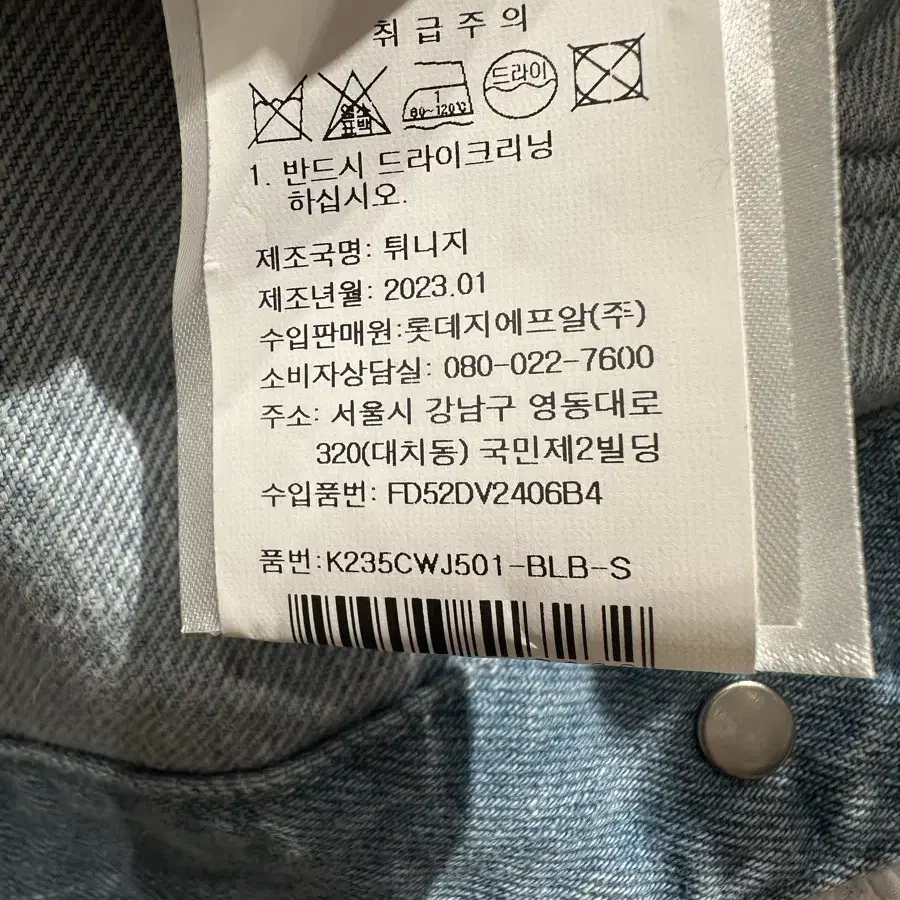 취급주의
염소
표백
1
80~120℃
드라이
1. 반드시 드라이크리닝
하십시오.
제조국명: 튀니지
제조년월: 2023.01
수입판매원:롯데지에프알(주)
소비자상담실: 080-022-7600
주소: 서울시 강남구 영동대로
320(대치동) 국민제2빌딩
수입품번: FD52DV2406B4
품번:K235CWJ501-BLB-S